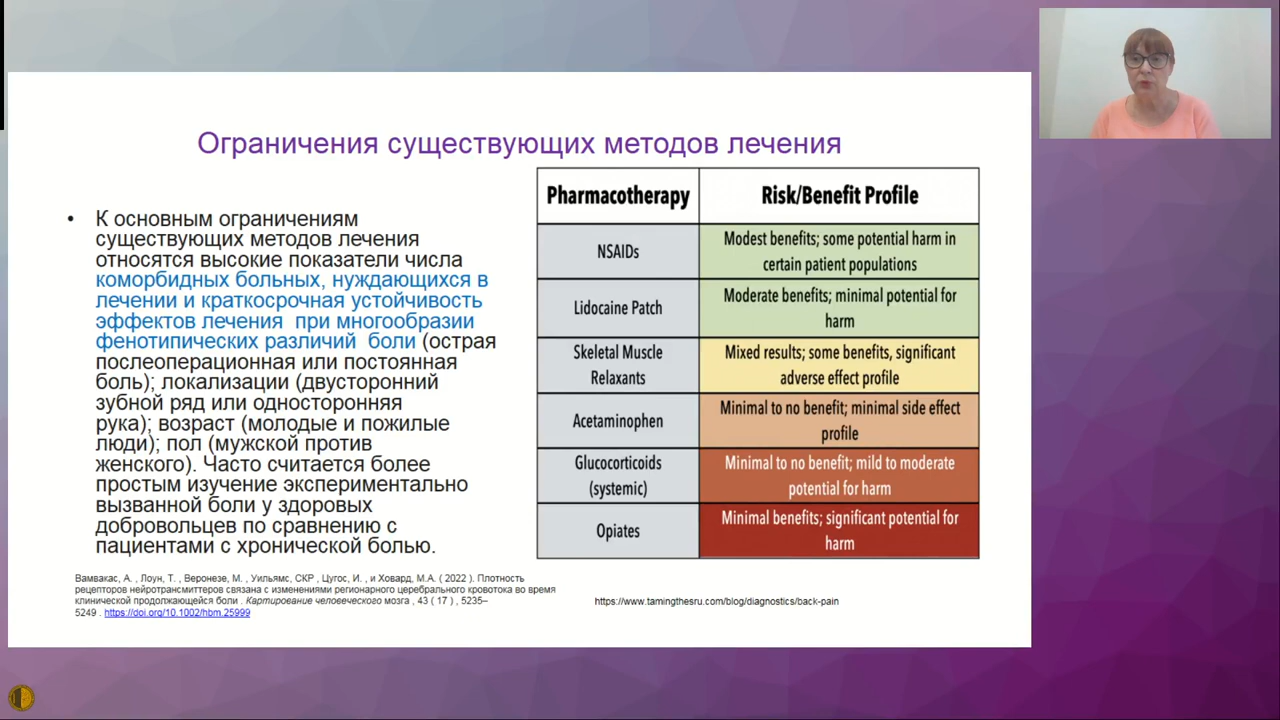 Ограничения существующих методов лечения
• К основным ограничениям
существующих методов лечения
относятся высокие показатели числа
коморбидных больных, нуждающихся в
лечении и краткосрочная устойчивость
эффектов лечения при многообразии
фенотипических различий боли (острая
послеоперационная или постоянная
боль); локализации (двусторонний
зубной ряд или односторонняя
рука); возраст (молодые и пожилые
люди); пол (мужской против
женского). Часто считается более
простым изучение экспериментально
вызванной боли у здоровых
добровольцев по сравнению с
пациентами с хронической болью.
Pharmacotherapy
Risk/Benefit Profile
NSAIDs
Modest benefits; some potential harm in
certain patient populations
Lidocaine Patch
Moderate benefits; minimal potential for
harm
Skeletal Muscle
Relaxants
Mixed results; some benefits, significant
adverse effect profile
Acetaminophen
Minimal to no benefit; minimal side effect
profile
Glucocorticoids
(systemic)
Minimal to no benefit; mild to moderate
potential for harm
Opiates
Minimal benefits; significant potential for
harm
Вамвакас, А. , Лоун, Т. , Веронезе, М. , Уильямс, СКР , Цугос, И. , и Ховард, М.А. ( 2022 ). Плотность
рецепторов нейротрансмиттеров связана с изменениями регионарного церебрального кровотока во время
клинической продолжающейся боли . Картирование человеческого мозга , 43 ( 17 ) , 5235–
5249 . https://doi.org/10.1002/hbm.25999
https://www.tamingthesru.com/blog/diagnostics/back-pain